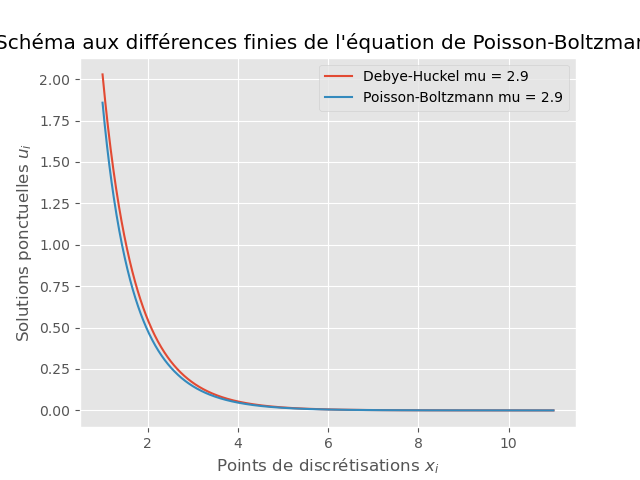 Schéma aux différences finies de l'équation de Poisson-Boltzman
Debye-Huckel mu = 2.9
Poisson-Boltzmann mu = 2.9
Solutions ponctuelles u_i
2.00
1.75
1.50
1.25
1.00
0.75
0.50
0.25
0.00
2 4 6 8 10
Points de discrétisations x_i